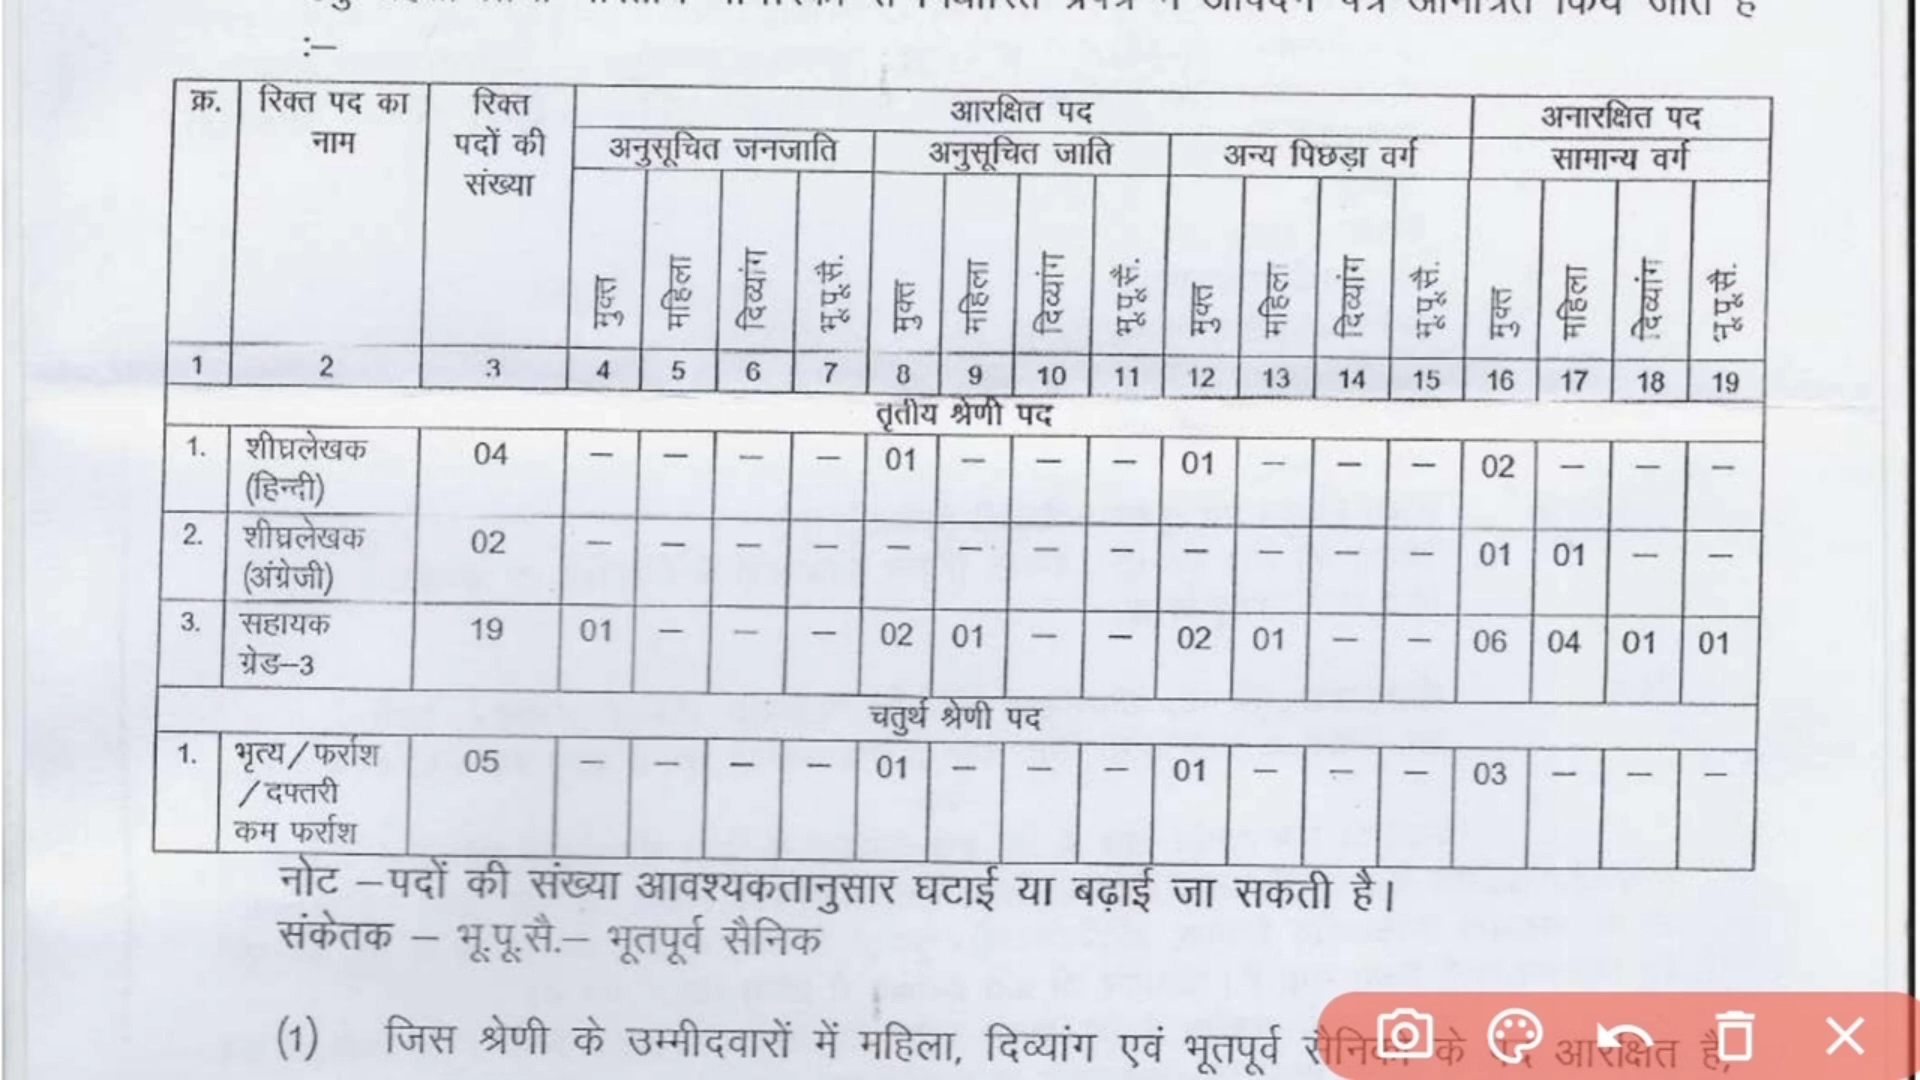 :–
क्र. रिक्त पद का नाम रिक्त पदों की संख्या आरक्षित पद अनारक्षित पद
अनुसूचित जनजाति अनुसूचित जाति अन्य पिछड़ा वर्ग सामान्य वर्ग
मुक्त महिला दिव्यांग भू.पू.सै. मुक्त महिला दिव्यांग भू.पू.सै. मुक्त महिला दिव्यांग भू.पू.सै. मुक्त महिला दिव्यांग भू.पू.सै.
1 2 3 4 5 6 7 8 9 10 11 12 13 14 15 16 17 18 19
तृतीय श्रेणी पद
1. शीघ्रलेखक (हिन्दी) 04 – – – – 01 – – – 01 – – – 02 – – –
2. शीघ्रलेखक (अंग्रेजी) 02 – – – – – – – – – – – – 01 01 – –
3. सहायक ग्रेड–3 19 01 – – – 02 01 – – 02 01 – – 06 04 01 01
चतुर्थ श्रेणी पद
1. भृत्य/फर्राश /दफ्तरी कम फर्राश 05 – – – – 01 – – – 01 – – – 03 – – –
नोट –पदों की संख्या आवश्यकतानुसार घटाई या बढ़ाई जा सकती है।
संकेतक – भू.पू.सै.– भूतपूर्व सैनिक
(1) जिस श्रेणी के उम्मीदवारों में महिला, दिव्यांग एवं भूतपूर्व सैनिकों के पद आरक्षित है,